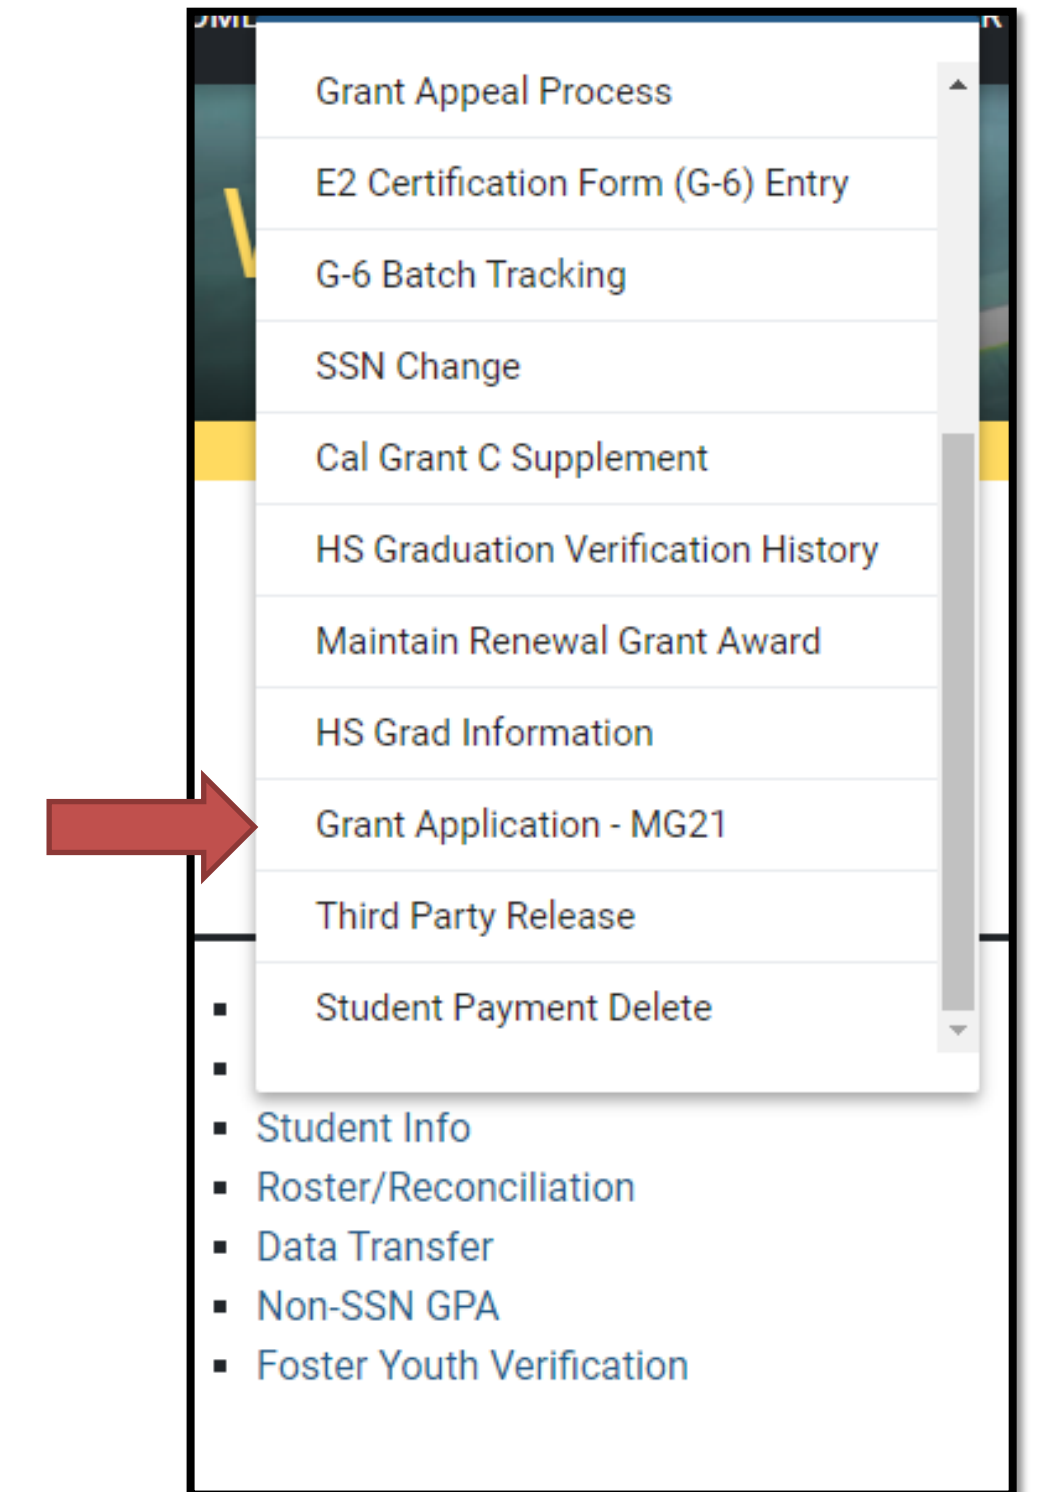 Grant Appeal Process
E2 Certification Form (G-6) Entry
G-6 Batch Tracking
SSN Change
Cal Grant C Supplement
HS Graduation Verification History
Maintain Renewal Grant Award
HS Grad Information
Grant Application - MG21
Third Party Release
Student Payment Delete
Student Info
Roster/Reconciliation
Data Transfer
Non-SSN GPA
Foster Youth Verification